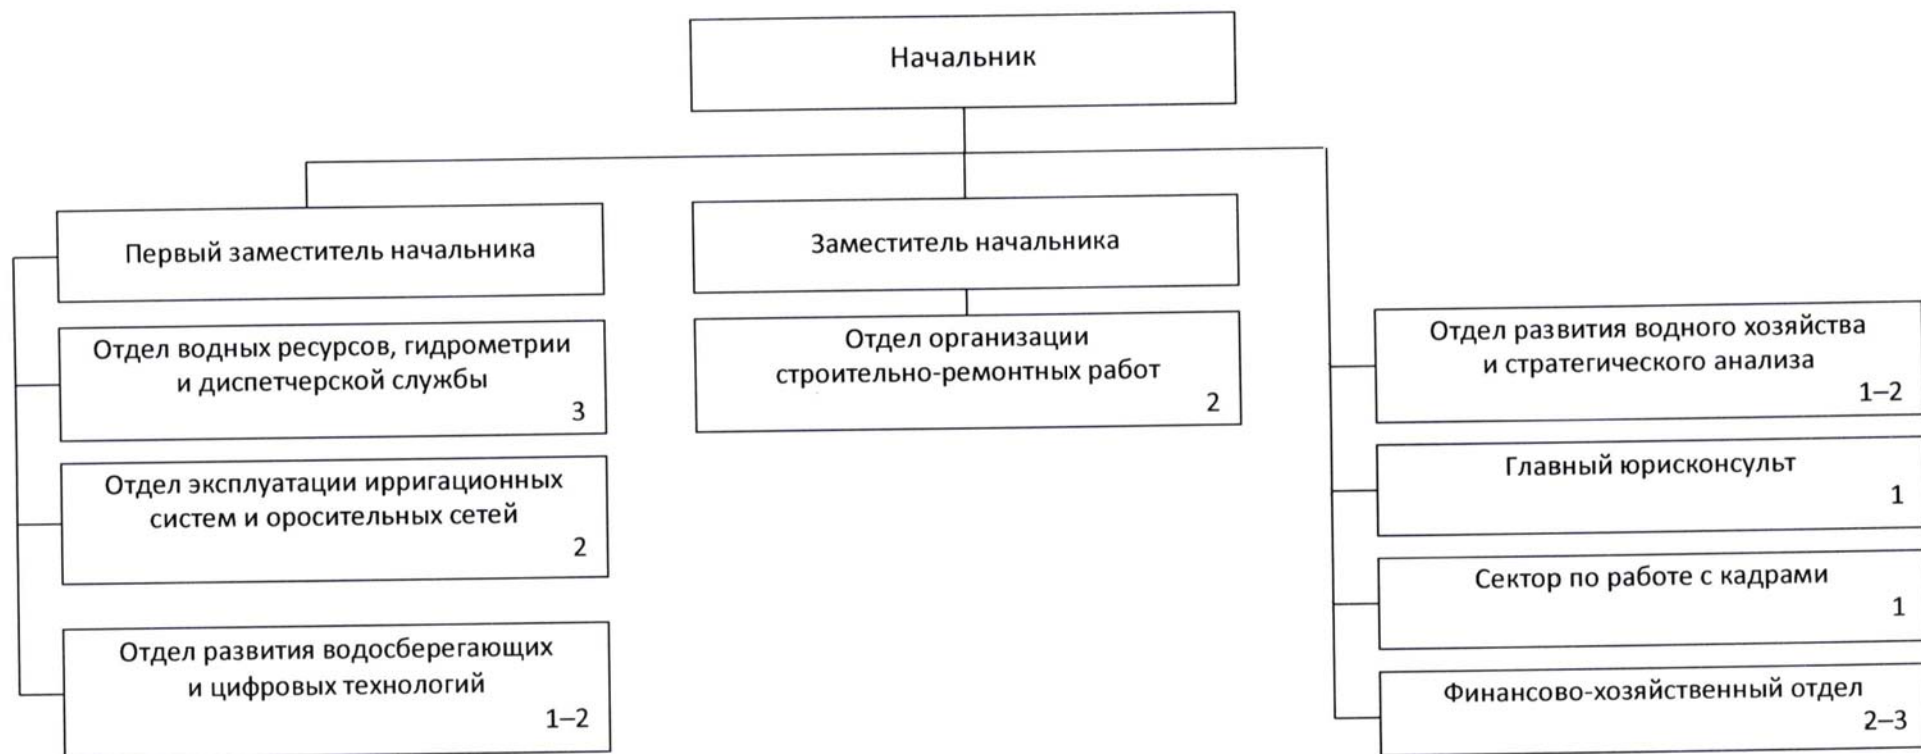 Начальник
Первый заместитель начальника
Отдел водных ресурсов, гидрометрии
и диспетчерской службы
3
Отдел эксплуатации ирригационных
систем и оросительных сетей
2
Отдел развития водосберегающих
и цифровых технологий
1–2
Заместитель начальника
Отдел организации
строительно-ремонтных работ
2
Отдел развития водного хозяйства
и стратегического анализа
1–2
Главный юрисконсульт
1
Сектор по работе с кадрами
1
Финансово-хозяйственный отдел
2–3